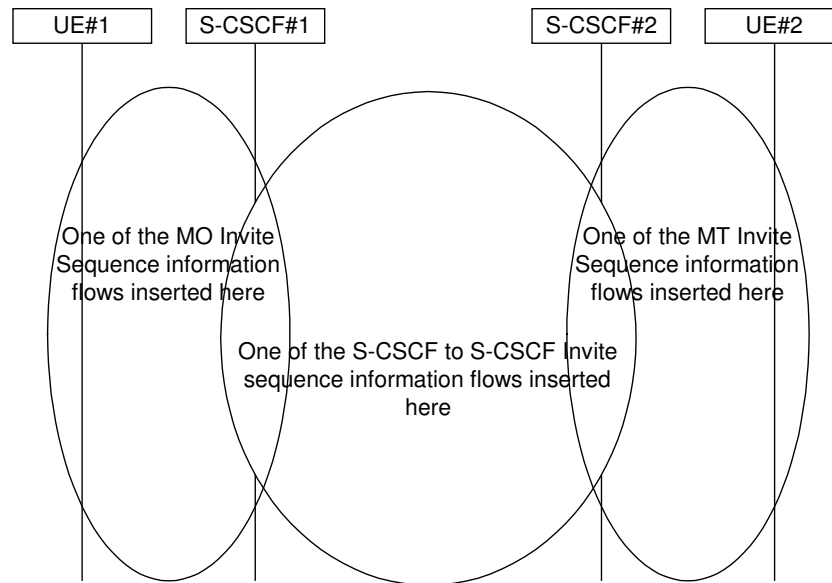 UE#1
S-CSCF#1
S-CSCF#2
UE#2
One of the MO Invite
Sequence information
flows inserted here
One of the MT Invite
Sequence information
flows inserted here
One of the S-CSCF to S-CSCF Invite
sequence information flows inserted
here